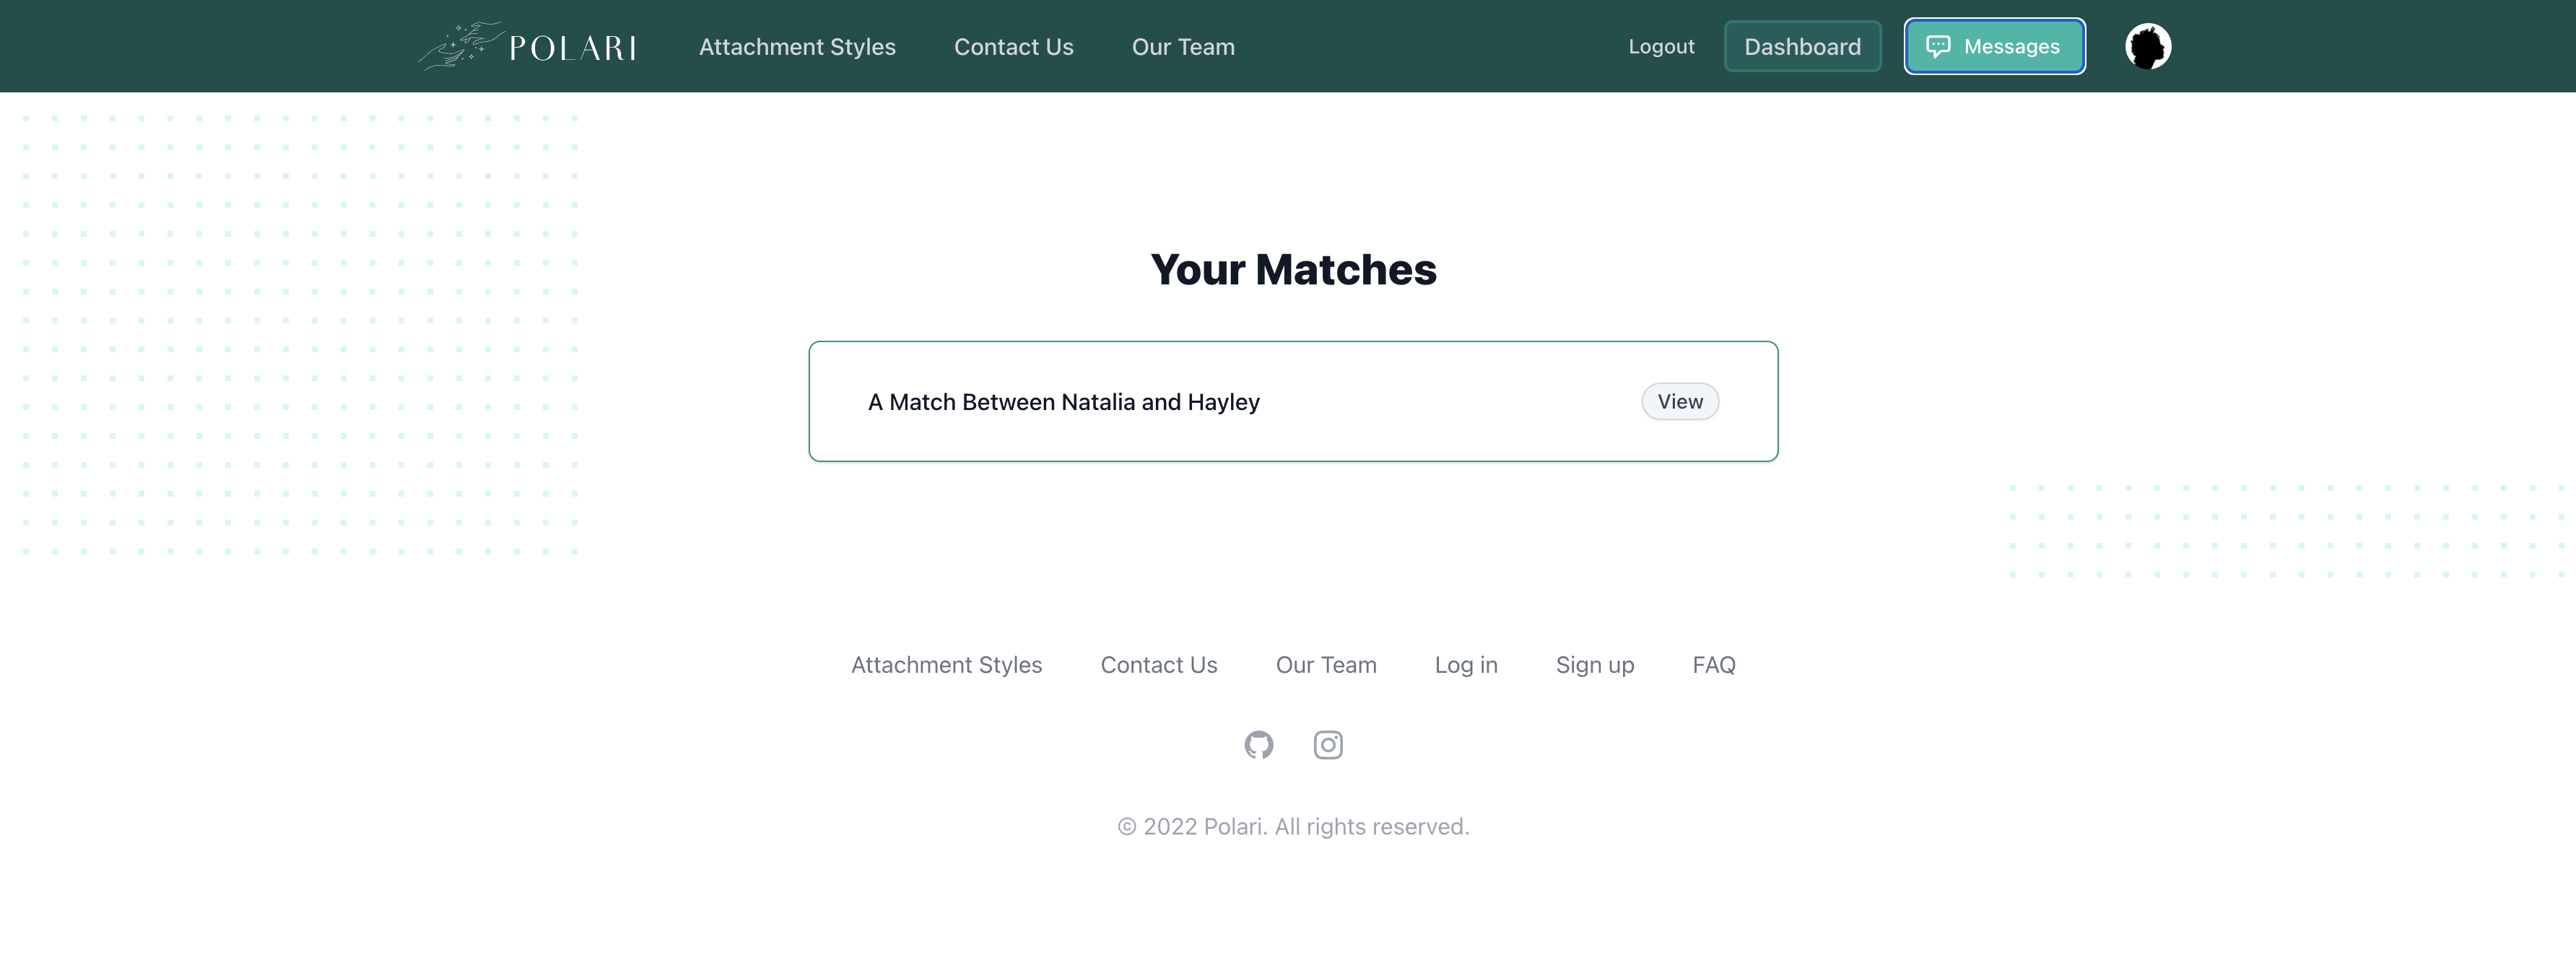 POLARI Attachment Styles Contact Us Our Team Logout Dashboard Messages
Your Matches
A Match Between Natalia and Hayley View
Attachment Styles Contact Us Our Team Log in Sign up FAQ
© 2022 Polari. All rights reserved.